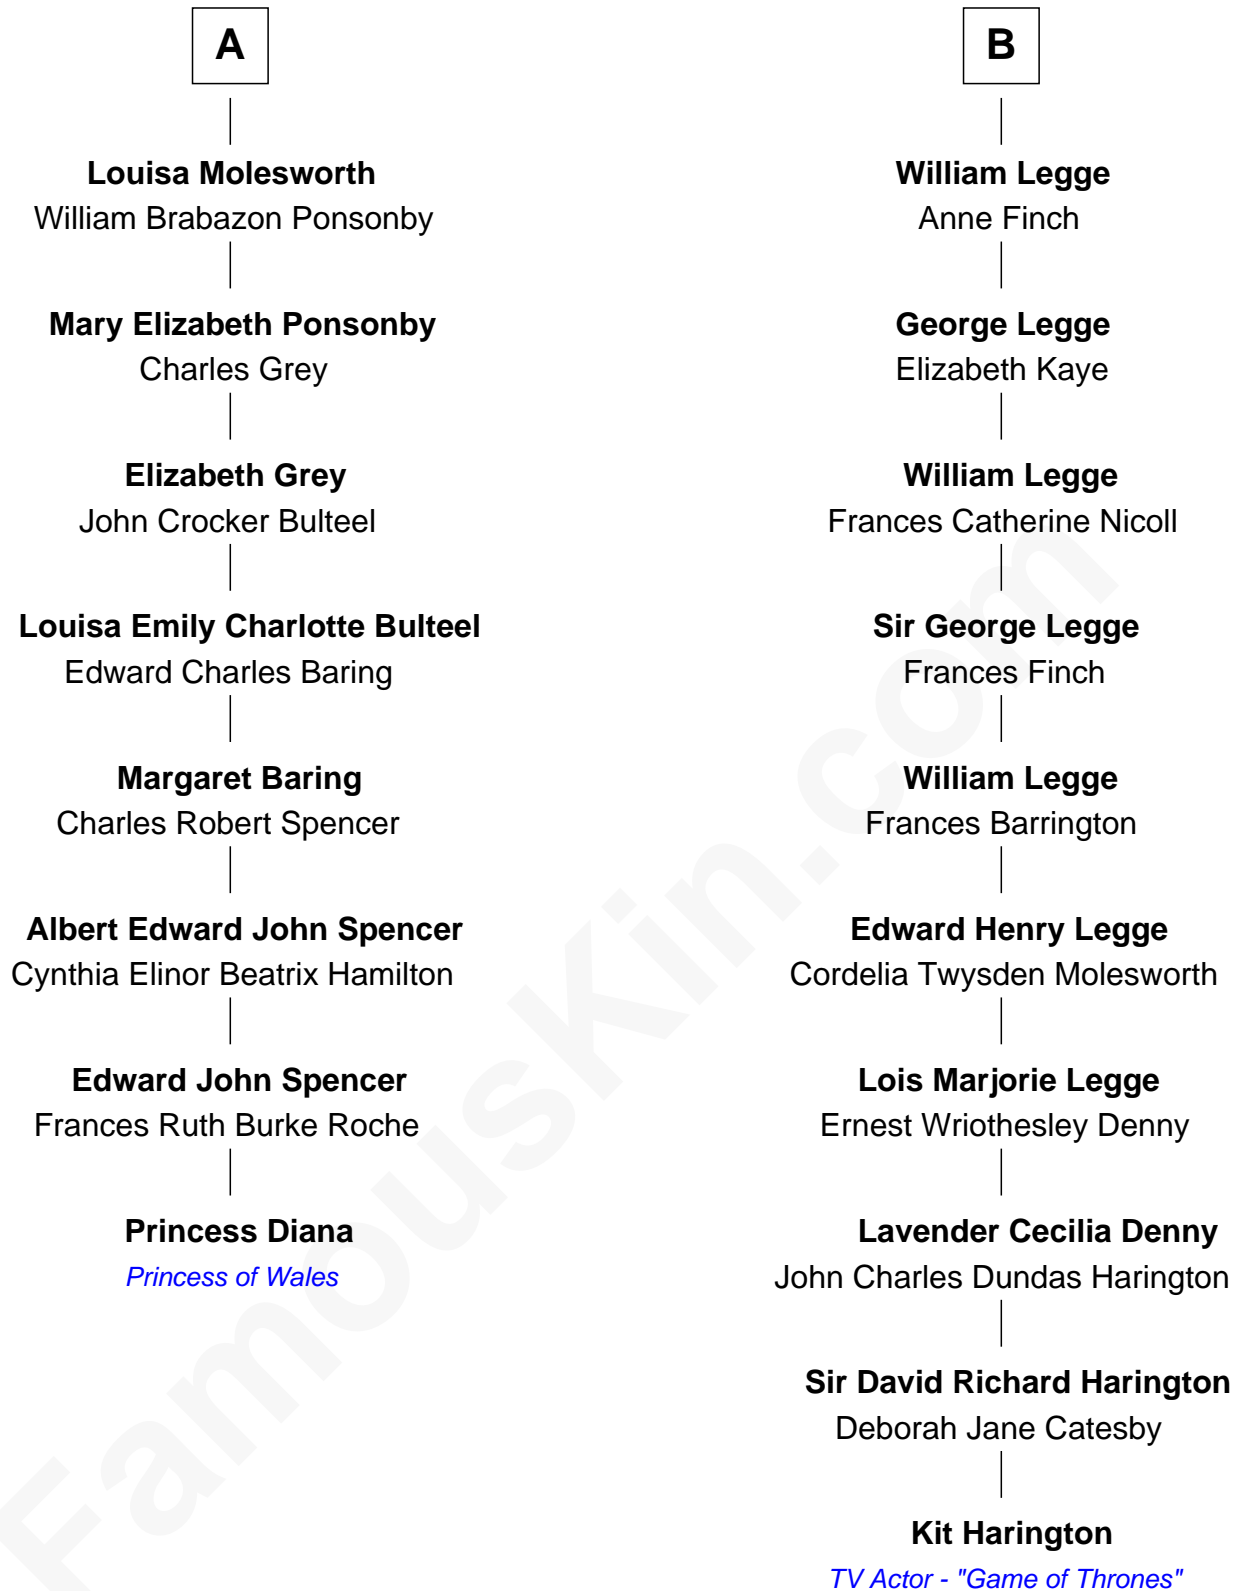 A
Louisa Molesworth
William Brabazon Ponsonby
Mary Elizabeth Ponsonby
Charles Grey
Elizabeth Grey
John Crocker Bulteel
Louisa Emily Charlotte Bulteel
Edward Charles Baring
Margaret Baring
Charles Robert Spencer
Albert Edward John Spencer
Cynthia Elinor Beatrix Hamilton
Edward John Spencer
Frances Ruth Burke Roche
Princess Diana
Princess of Wales
B
William Legge
Anne Finch
George Legge
Elizabeth Kaye
William Legge
Frances Catherine Nicoll
Sir George Legge
Frances Finch
William Legge
Frances Barrington
Edward Henry Legge
Cordelia Twysden Molesworth
Lois Marjorie Legge
Ernest Wriothesley Denny
Lavender Cecilia Denny
John Charles Dundas Harington
Sir David Richard Harington
Deborah Jane Catesby
Kit Harington
TV Actor - "Game of Thrones"
FamousKin.com